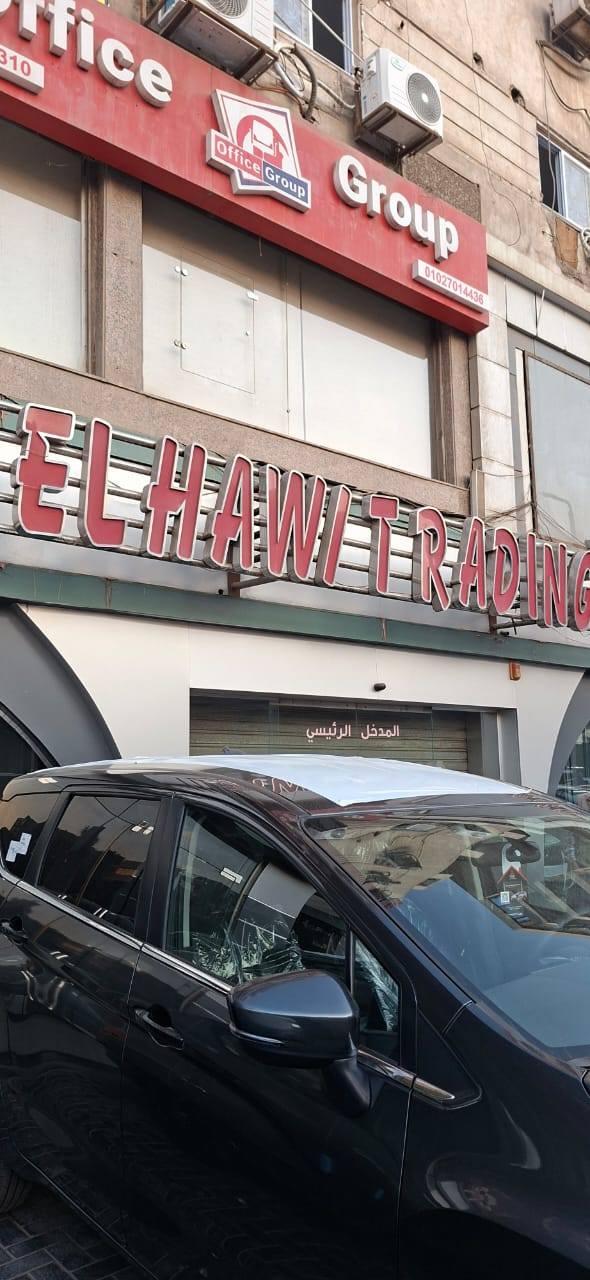 Office
310
Office Group
Group
01027014436
ELHAWI TRADING
المدخل الرئيسي